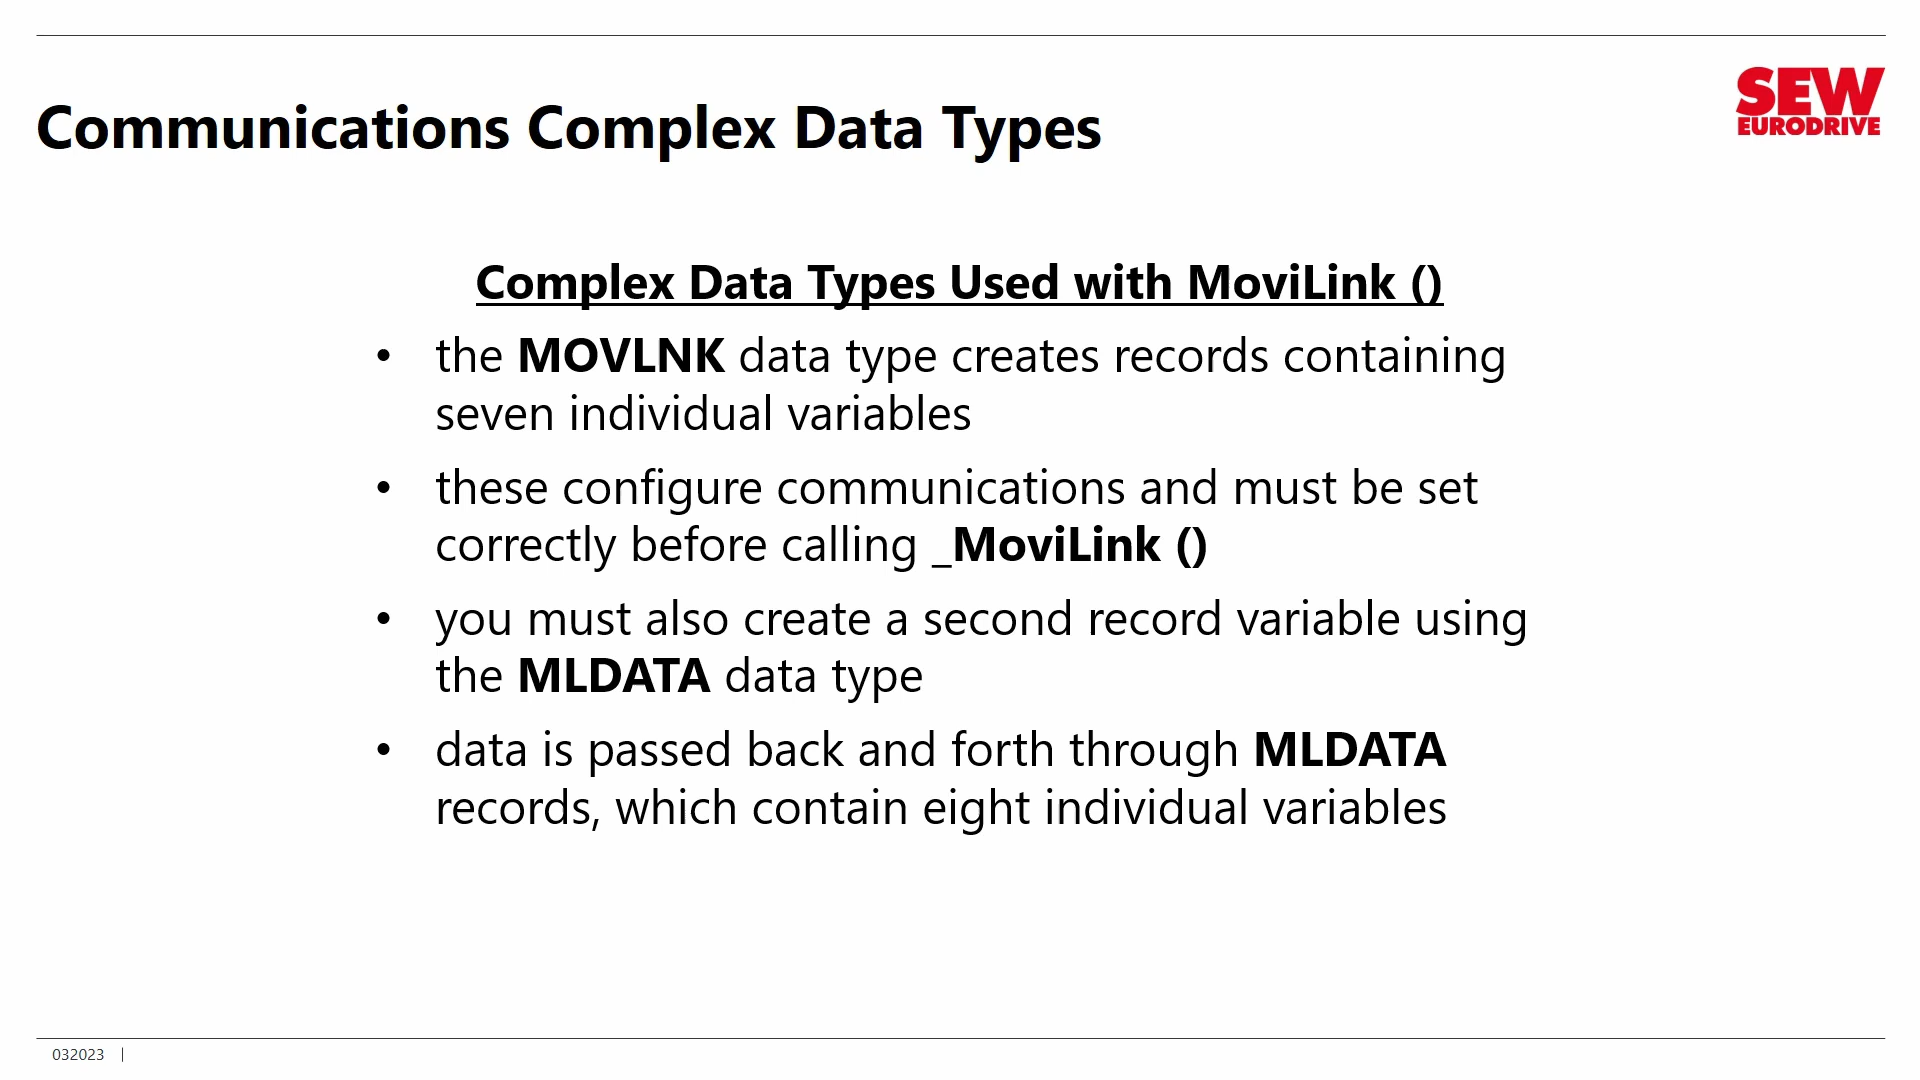 SEW
EURODRIVE
Communications Complex Data Types
Complex Data Types Used with MoviLink ()
• the MOVLNK data type creates records containing
seven individual variables
• these configure communications and must be set
correctly before calling _MoviLink ()
• you must also create a second record variable using
the MLDATA data type
• data is passed back and forth through MLDATA
records, which contain eight individual variables
032023 |